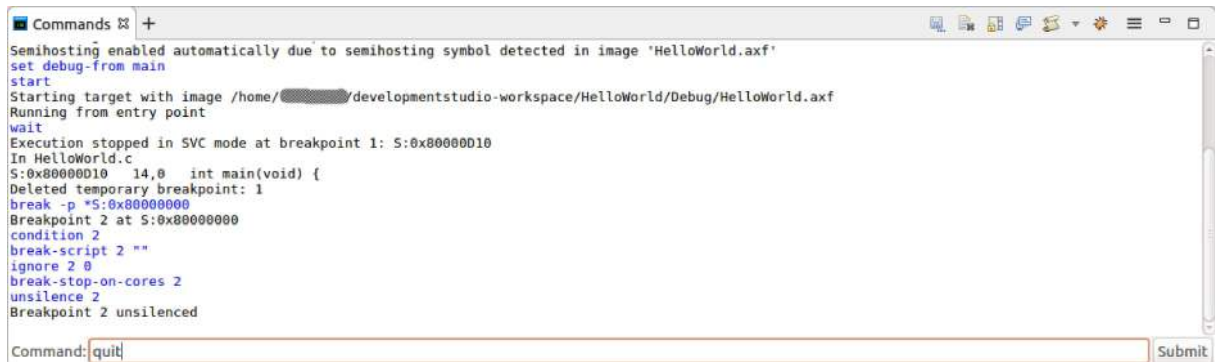 Commands +
Semihosting enabled automatically due to semihosting symbol detected in image 'HelloWorld.axf'
set debug-from main
start
Starting target with image /home/ /developmentstudio-workspace/HelloWorld/Debug/HelloWorld.axf
Running from entry point
wait
Execution stopped in SVC mode at breakpoint 1: S:0x80000D10
In HelloWorld.c
S:0x80000D10   14,0   int main(void) {
Deleted temporary breakpoint: 1
break -p *S:0x80000000
Breakpoint 2 at S:0x80000000
condition 2
break-script 2 ""
ignore 2 0
break-stop-on-cores 2
unsilence 2
Breakpoint 2 unsilenced
Command: quit Submit